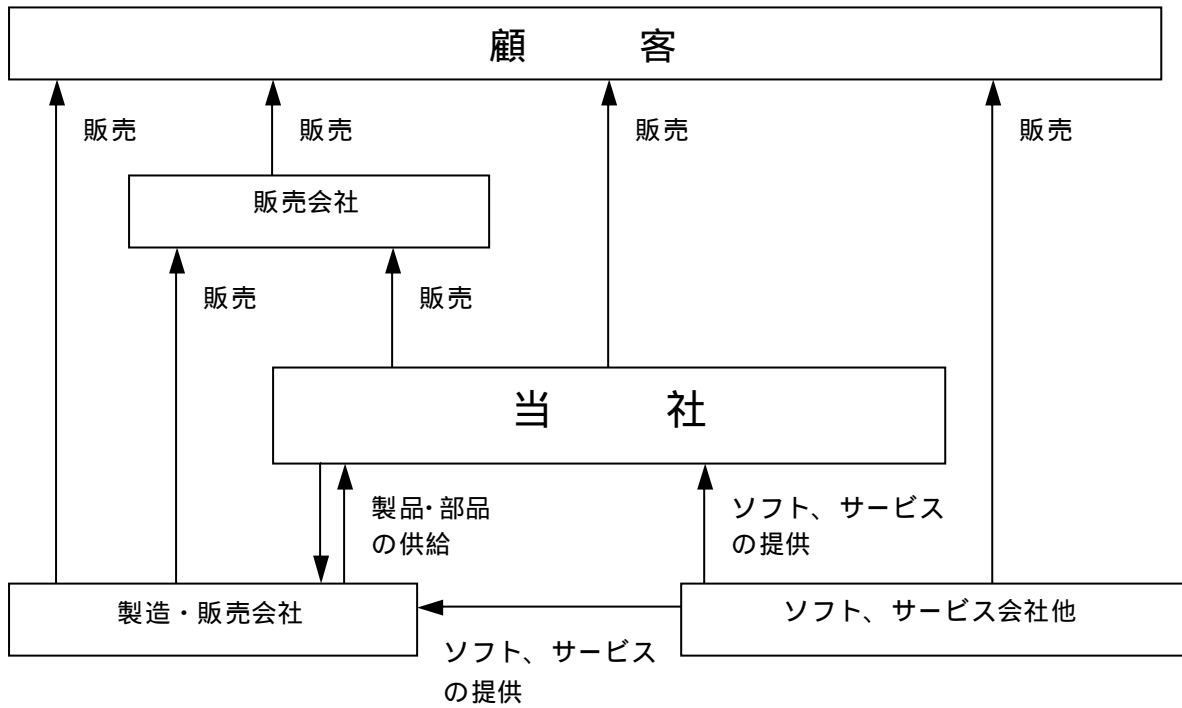 顧客
販売
販売
販売
販売
販売会社
販売
販売
当社
製品・部品
の供給
ソフト、サービス
の提供
製造・販売会社
ソフト、サービス会社他
ソフト、サービス
の提供